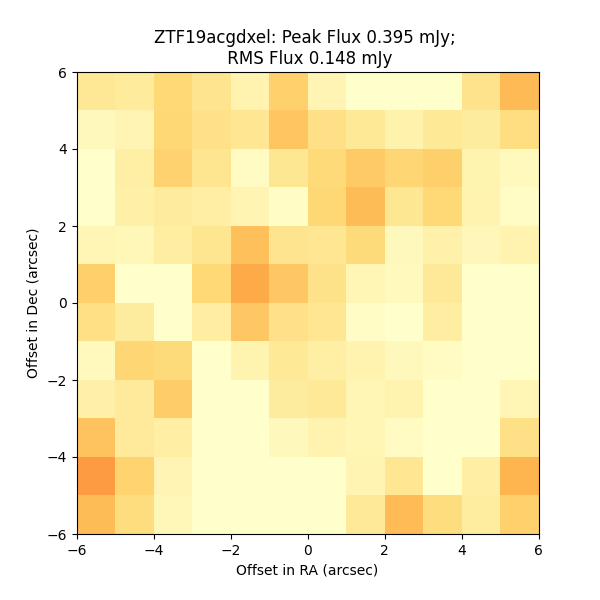 ZTF19acgdxel: Peak Flux 0.395 mJy;
RMS Flux 0.148 mJy
6
4
2
0
−2
−4
−6
Offset in Dec (arcsec)
−6 −4 −2 0 2 4 6
Offset in RA (arcsec)